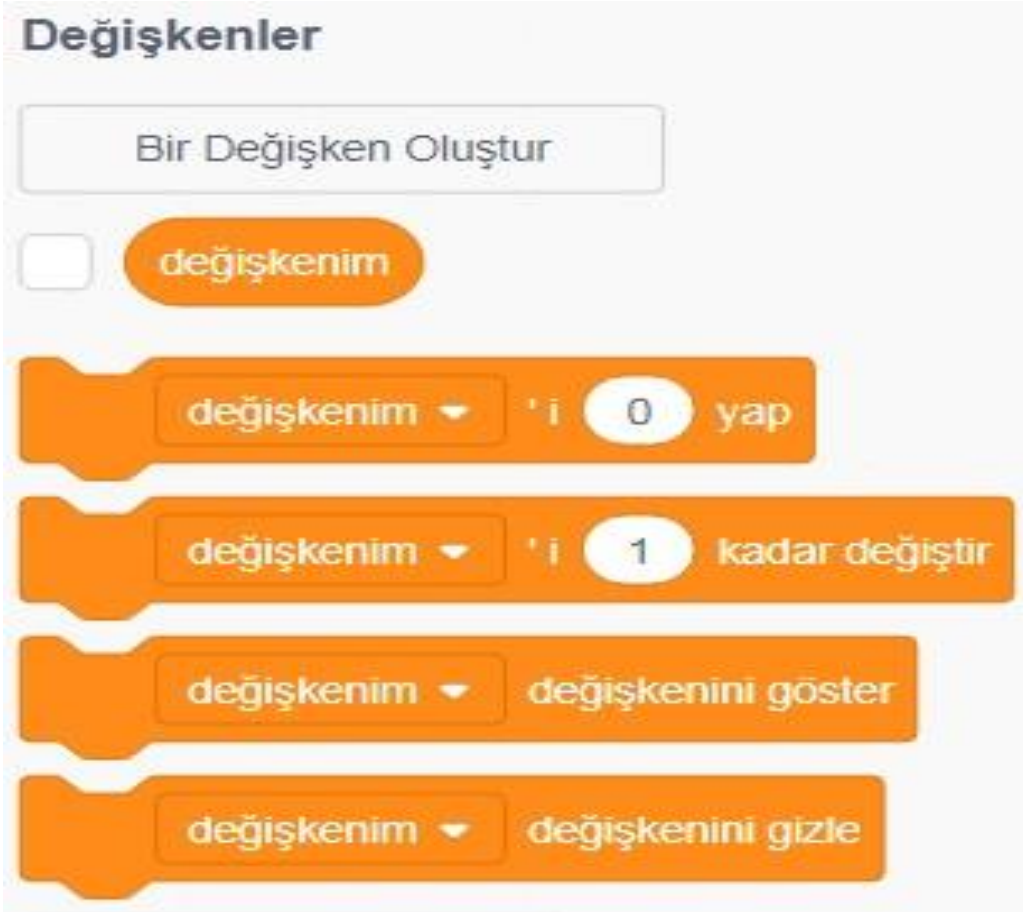 Değişkenler
Bir Değişken Oluştur
değişkenim
değişkenim ' i 0 yap
değişkenim ' i 1 kadar değiştir
değişkenim değişkenini göster
değişkenim değişkenini gizle